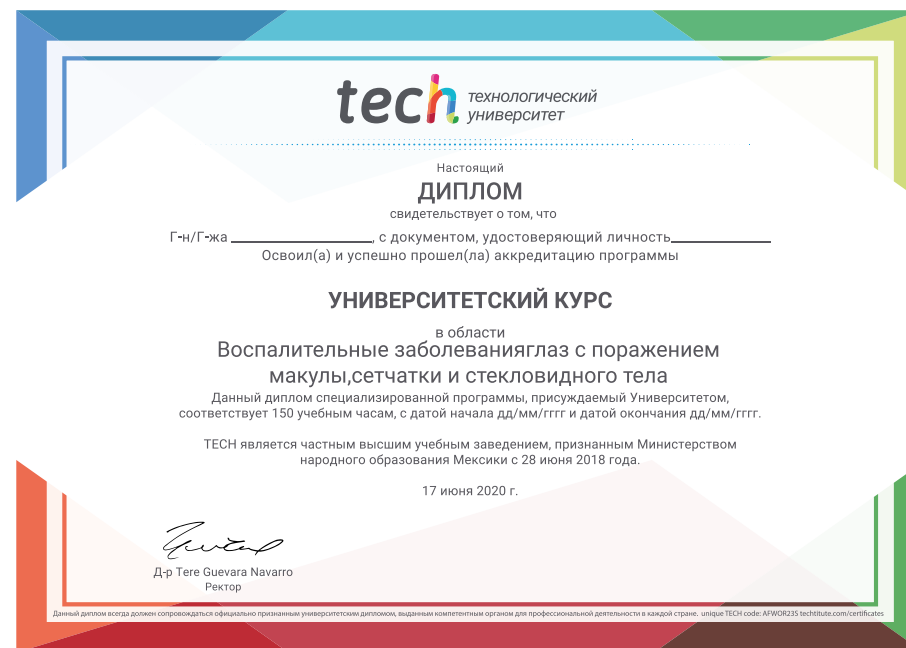 tech технологический
университет
Настоящий
ДИПЛОМ
свидетельствует о том, что
Г-н/Г-жа ____________________, с документом, удостоверяющий личность______________
Освоил(а) и успешно прошел(ла) аккредитацию программы
УНИВЕРСИТЕТСКИЙ КУРС
в области
Воспалительные заболеванияглаз с поражением
макулы,сетчатки и стекловидного тела
Данный диплом специализированной программы, присуждаемый Университетом,
соответствует 150 учебным часам, с датой начала дд/мм/гггг и датой окончания дд/мм/гггг.
TECH является частным высшим учебным заведением, признанным Министерством
народного образования Мексики с 28 июня 2018 года.
17 июня 2020 г.
Д-р Tere Guevara Navarro
Ректор
Данный диплом всегда должен сопровождаться официально признанным университетским дипломом, выданным компетентным органом для профессиональной деятельности в каждой стране. unique TECH code: AFWOR23S techtitute.com/certificates